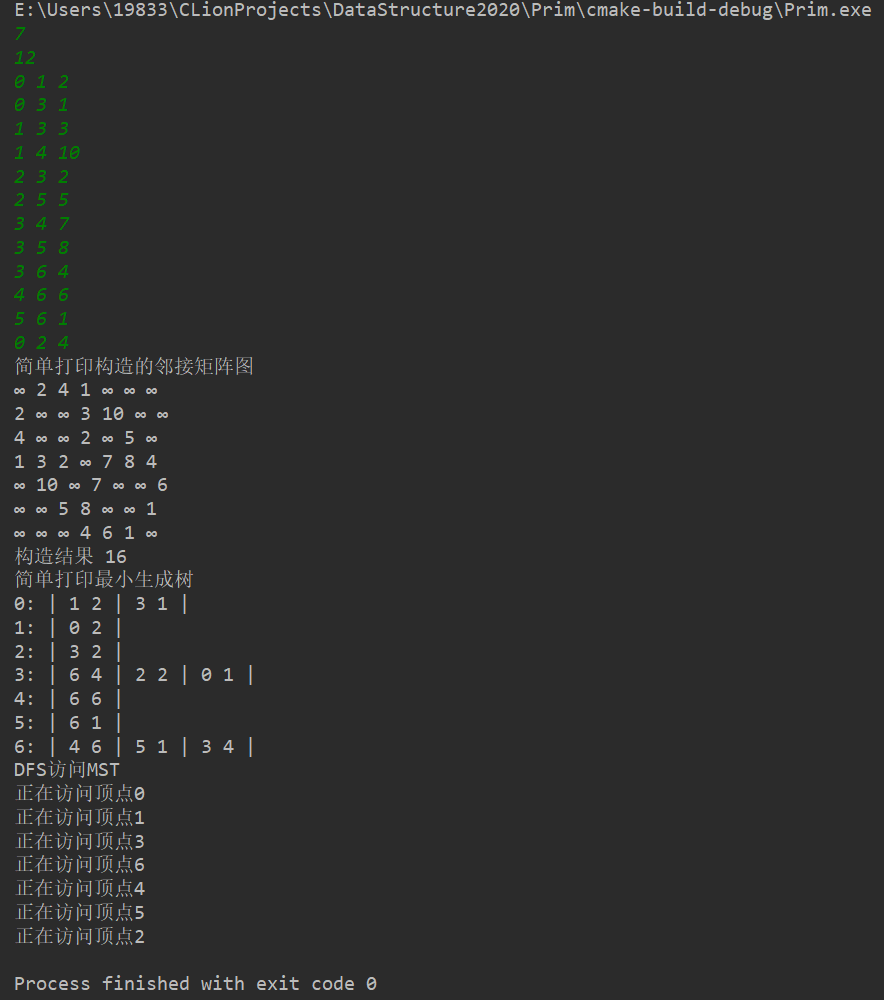 E:\Users\19833\CLionProjects\DataStructure2020\Prim\cmake-build-debug\Prim.exe
7
12
0 1 2
0 3 1
1 3 3
1 4 10
2 3 2
2 5 5
3 4 7
3 5 8
3 6 4
4 6 6
5 6 1
0 2 4
简单打印构造的邻接矩阵图
∞ 2 4 1 ∞ ∞ ∞
2 ∞ ∞ 3 10 ∞ ∞
4 ∞ ∞ 2 ∞ 5 ∞
1 3 2 ∞ 7 8 4
∞ 10 ∞ 7 ∞ ∞ 6
∞ ∞ 5 8 ∞ ∞ 1
∞ ∞ ∞ 4 6 1 ∞
构造结果 16
简单打印最小生成树
0: | 1 2 | 3 1 |
1: | 0 2 |
2: | 3 2 |
3: | 6 4 | 2 2 | 0 1 |
4: | 6 6 |
5: | 6 1 |
6: | 4 6 | 5 1 | 3 4 |
DFS访问MST
正在访问顶点0
正在访问顶点1
正在访问顶点3
正在访问顶点6
正在访问顶点4
正在访问顶点5
正在访问顶点2
Process finished with exit code 0